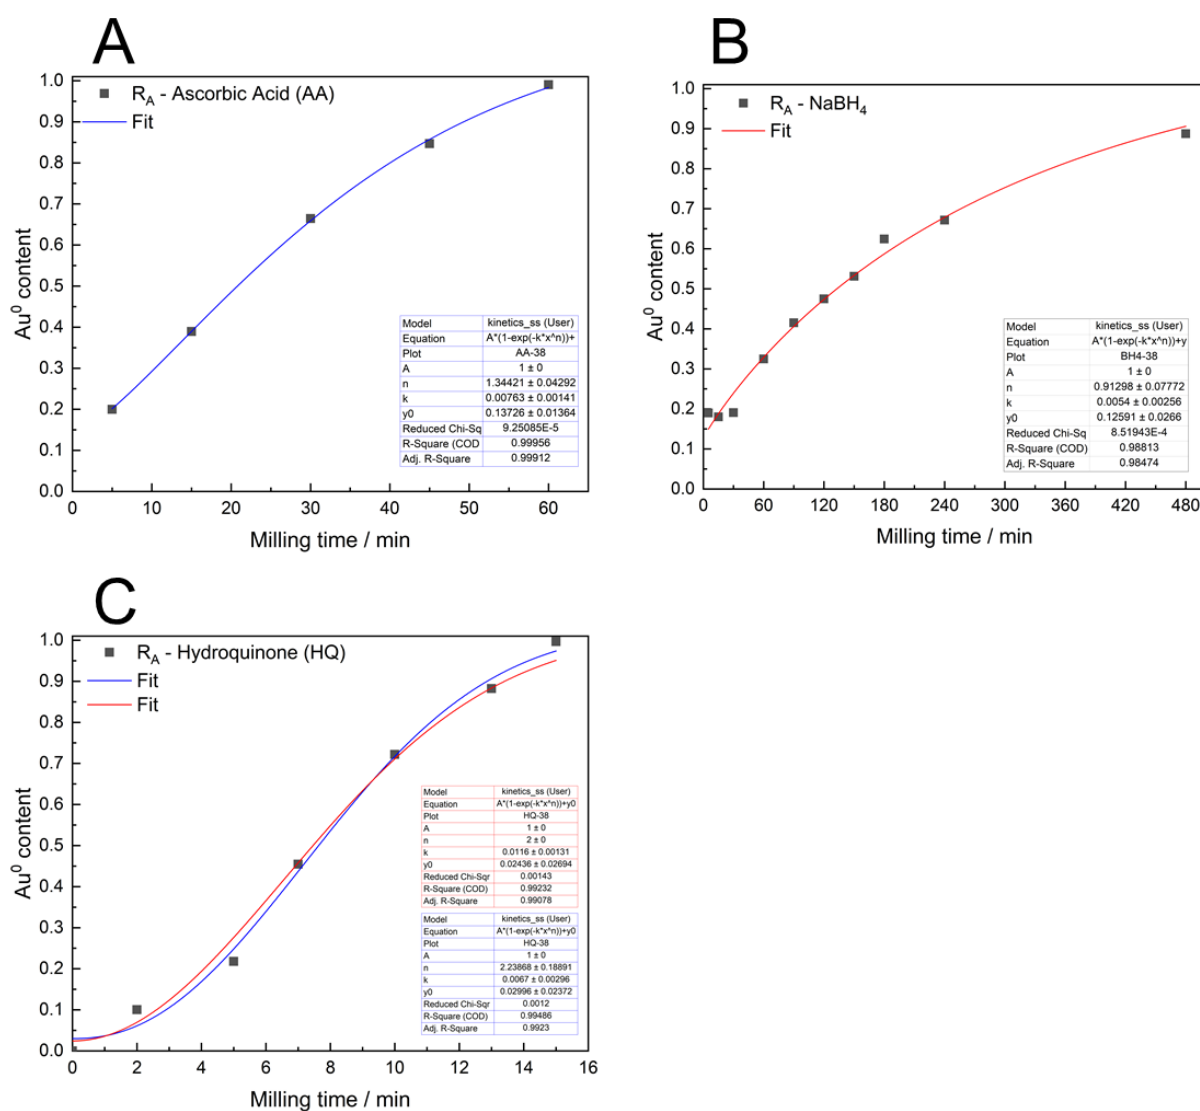 A
R_A - Ascorbic Acid (AA)
Fit
1.0
0.9
0.8
0.7
0.6
0.5
0.4
0.3
0.2
0.1
0.0
Au⁰ content
0 10 20 30 40 50 60
Milling time / min
Model kinetics_ss (User)
Equation A*(1-exp(-k*x^n))+
Plot AA-38
A 1 ± 0
n 1.34421 ± 0.04292
k 0.00763 ± 0.00141
y0 0.13726 ± 0.01364
Reduced Chi-Sq 9.25085E-5
R-Square (COD 0.99956
Adj. R-Square 0.99912
B
R_A - NaBH₄
Fit
1.0
0.9
0.8
0.7
0.6
0.5
0.4
0.3
0.2
0.1
0.0
Au⁰ content
0 60 120 180 240 300 360 420 480
Milling time / min
Model kinetics_ss (User)
Equation A*(1-exp(-k*x^n))+y
Plot BH4-38
A 1 ± 0
n 0.91298 ± 0.07772
k 0.0054 ± 0.00256
y0 0.12591 ± 0.0266
Reduced Chi-Sq 8.51943E-4
R-Square (COD) 0.98813
Adj. R-Square 0.98474
C
R_A - Hydroquinone (HQ)
Fit
Fit
1.0
0.9
0.8
0.7
0.6
0.5
0.4
0.3
0.2
0.1
0.0
Au⁰ content
0 2 4 6 8 10 12 14 16
Milling time / min
Model kinetics_ss (User)
Equation A*(1-exp(-k*x^n))+y0
Plot HQ-38
A 1 ± 0
n 2 ± 0
k 0.0116 ± 0.00131
y0 0.02436 ± 0.02694
Reduced Chi-Sqr 0.00143
R-Square (COD) 0.99232
Adj. R-Square 0.99078
Model kinetics_ss (User)
Equation A*(1-exp(-k*x^n))+y0
Plot HQ-38
A 1 ± 0
n 2.23868 ± 0.18891
k 0.0067 ± 0.00296
y0 0.02996 ± 0.02372
Reduced Chi-Sqr 0.0012
R-Square (COD) 0.99486
Adj. R-Square 0.9923